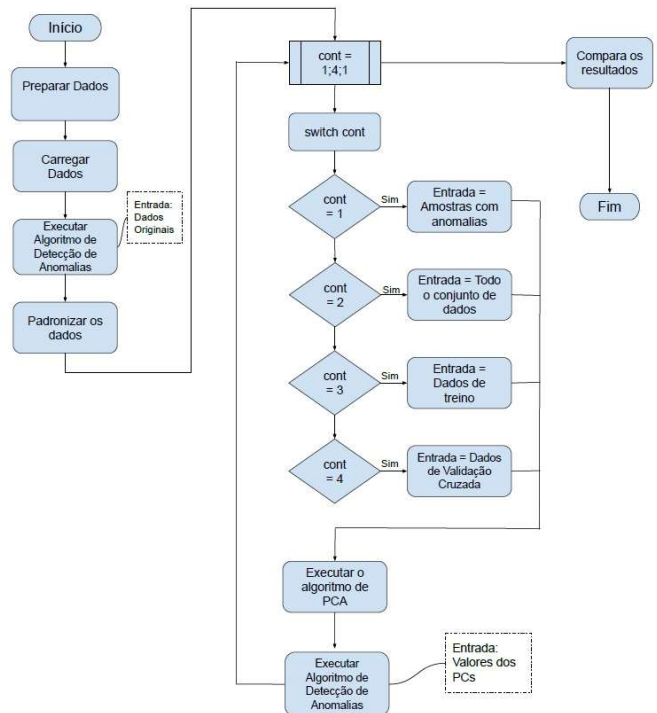 Início
Preparar Dados
Carregar
Dados
Executar
Algoritmo de
Detecção de
Anomalias
Entrada:
Dados
Originais
Padronizar os
dados
cont =
1;4;1
switch cont
cont
= 1
Sim
Entrada =
Amostras com
anomalias
cont
= 2
Sim
Entrada = Todo
o conjunto de
dados
cont
= 3
Sim
Entrada =
Dados de
treino
cont
= 4
Sim
Entrada = Dados
de Validação
Cruzada
Executar o
algoritmo de
PCA
Executar
Algoritmo de
Detecção de
Anomalias
Entrada:
Valores dos
PCs
Compara os
resultados
Fim